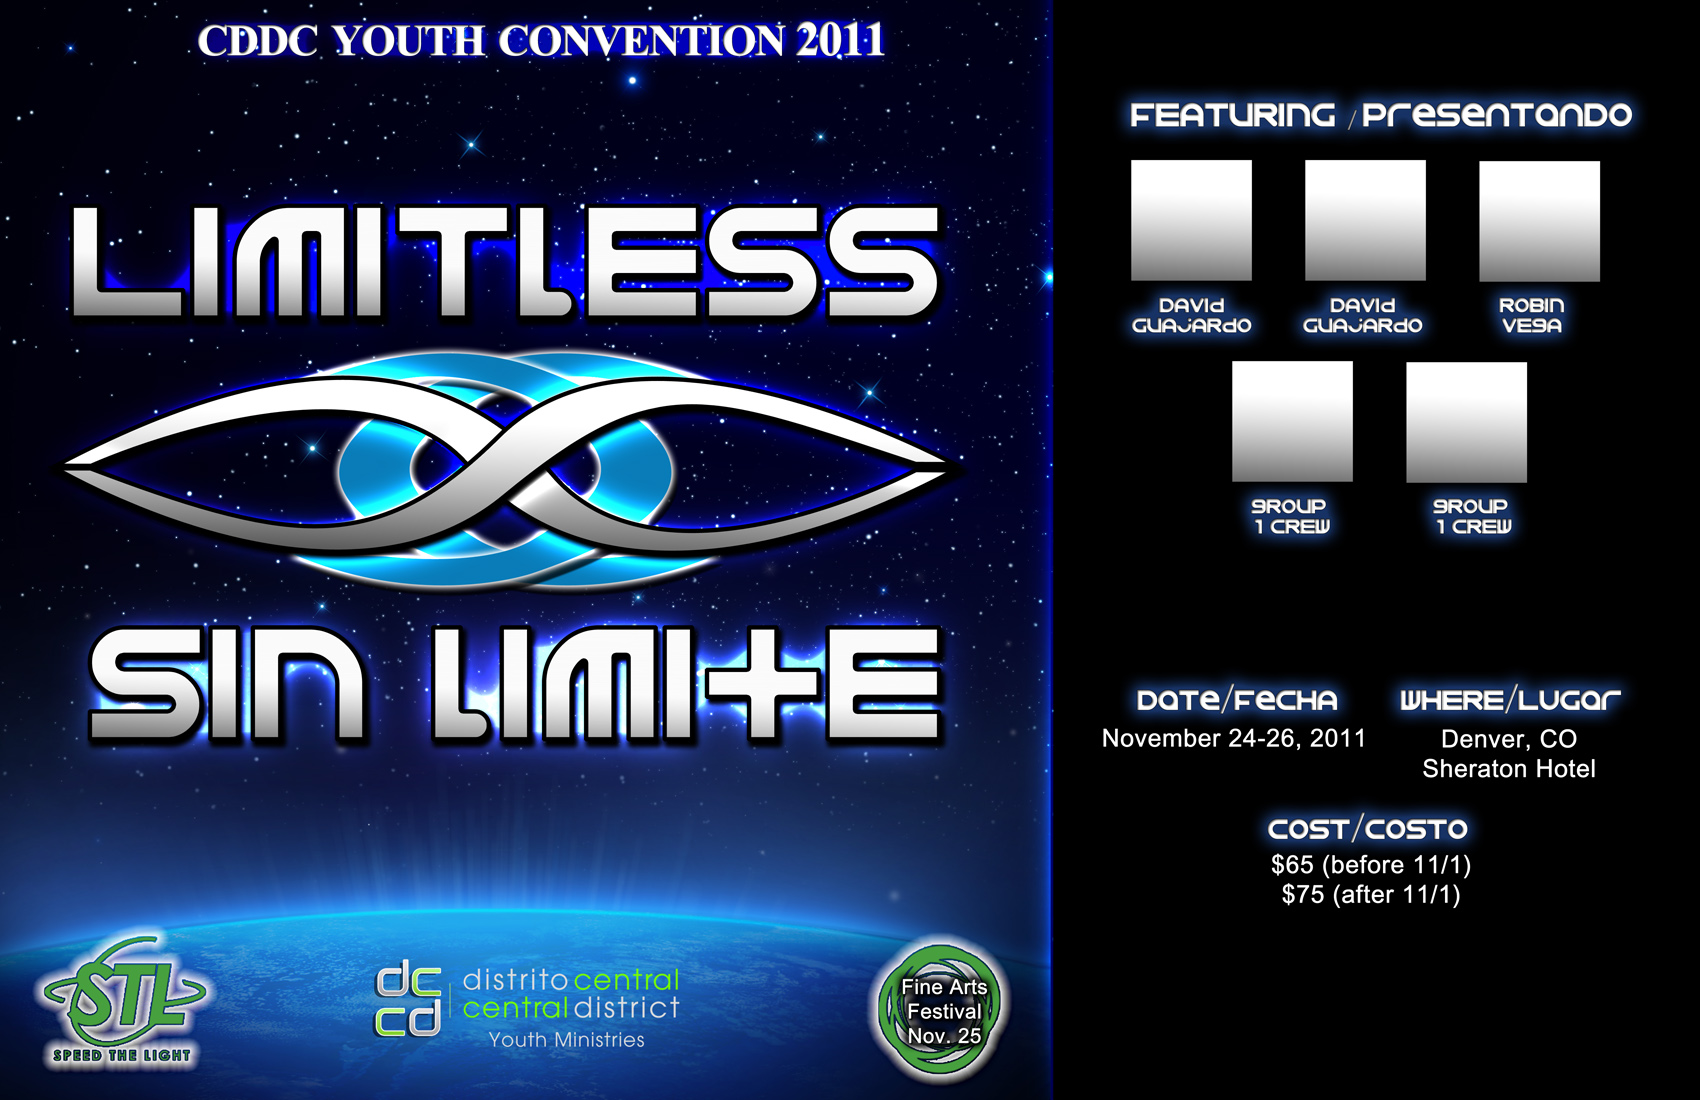 CDDC YOUTH CONVENTION 2011
LIMITLESS
SIN LIMITE
STL
SPEED THE LIGHT
dc
cd
distrito central
central district
Youth Ministries
Fine Arts
Festival
Nov. 25
FEATURING / PRESENTANDO
DAVID
GUAJARDO
DAVID
GUAJARDO
ROBIN
VEGA
GROUP
1 CREW
GROUP
1 CREW
DATE/FECHA
November 24-26, 2011
WHERE/LUGAR
Denver, CO
Sheraton Hotel
COST/COSTO
$65 (before 11/1)
$75 (after 11/1)